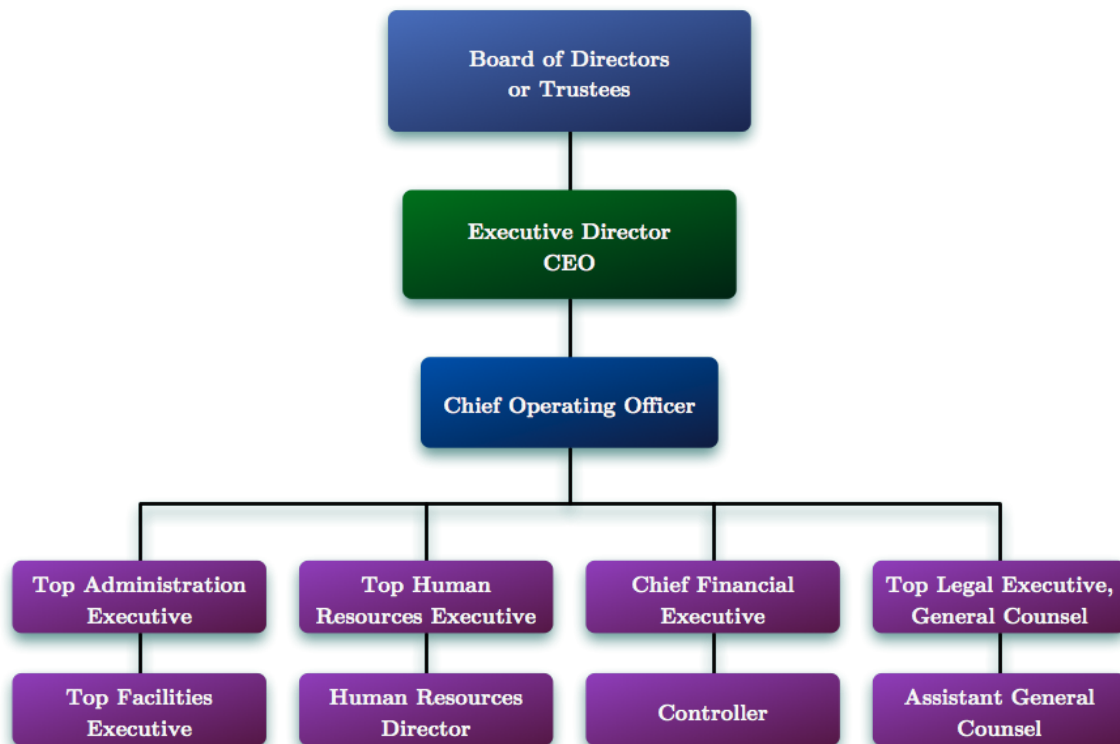 Board of Directors
or Trustees
Executive Director
CEO
Chief Operating Officer
Top Administration
Executive
Top Human
Resources Executive
Chief Financial
Executive
Top Legal Executive,
General Counsel
Top Facilities
Executive
Human Resources
Director
Controller
Assistant General
Counsel